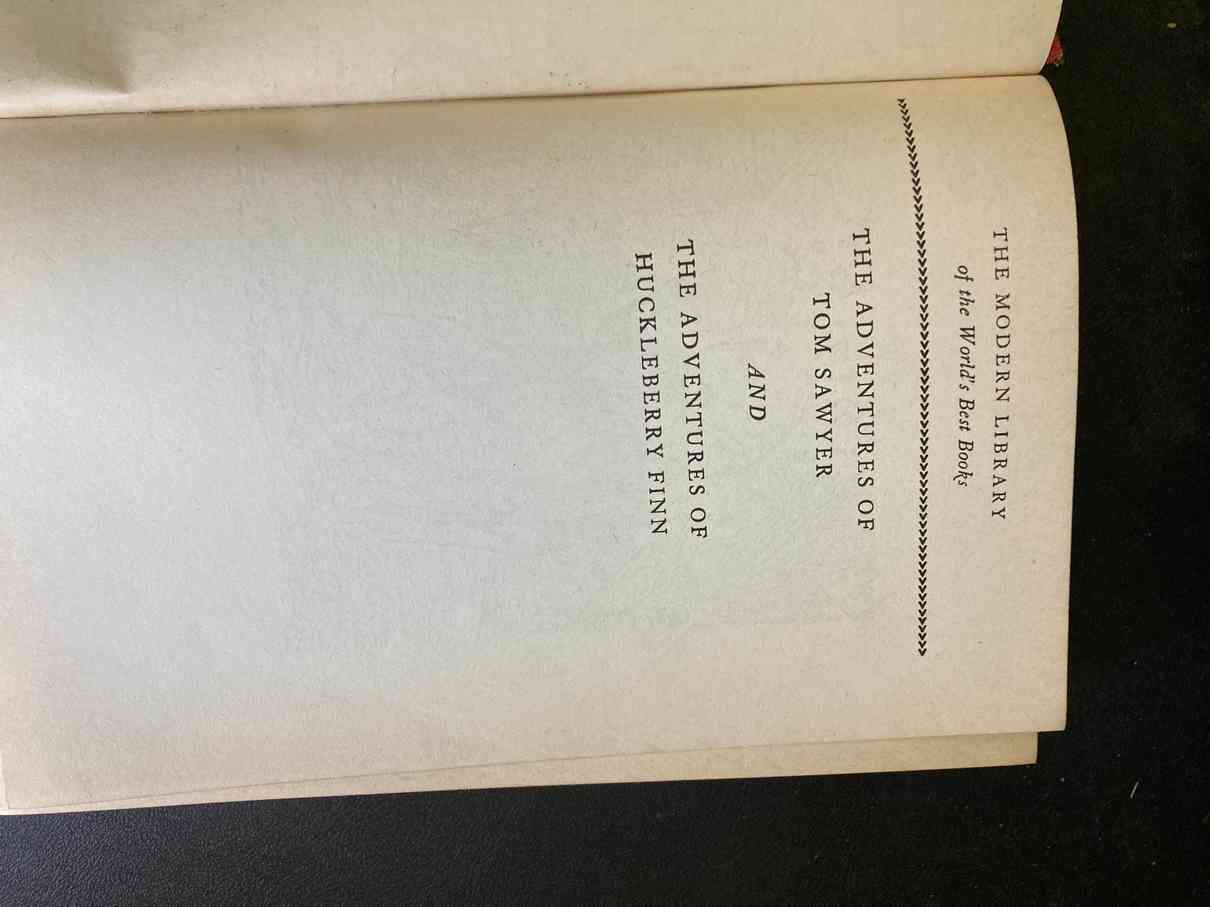 THE MODERN LIBRARY
of the World's Best Books
THE ADVENTURES OF
TOM SAWYER
AND
THE ADVENTURES OF
HUCKLEBERRY FINN